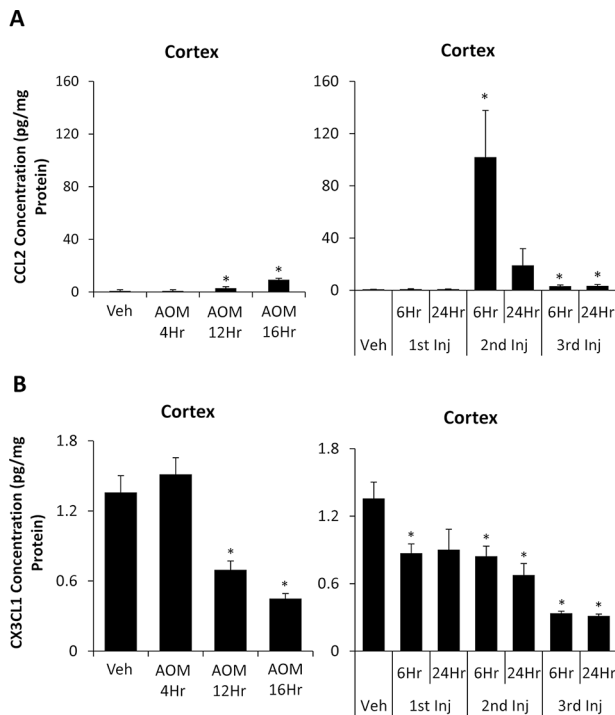 A
Cortex
CCL2 Concentration (pg/mg
Protein)
160
120
80
40
0
*
*
Veh
AOM
4Hr
AOM
12Hr
AOM
16Hr
Cortex
160
120
80
40
0
*
*
*
6Hr
24Hr
6Hr
24Hr
6Hr
24Hr
Veh
1st Inj
2nd Inj
3rd Inj
B
Cortex
CX3CL1 Concentration (pg/mg
Protein)
1.8
1.2
0.6
0
*
*
Veh
AOM
4Hr
AOM
12Hr
AOM
16Hr
Cortex
1.8
1.2
0.6
0
*
*
*
*
*
6Hr
24Hr
6Hr
24Hr
6Hr
24Hr
Veh
1st Inj
2nd Inj
3rd Inj